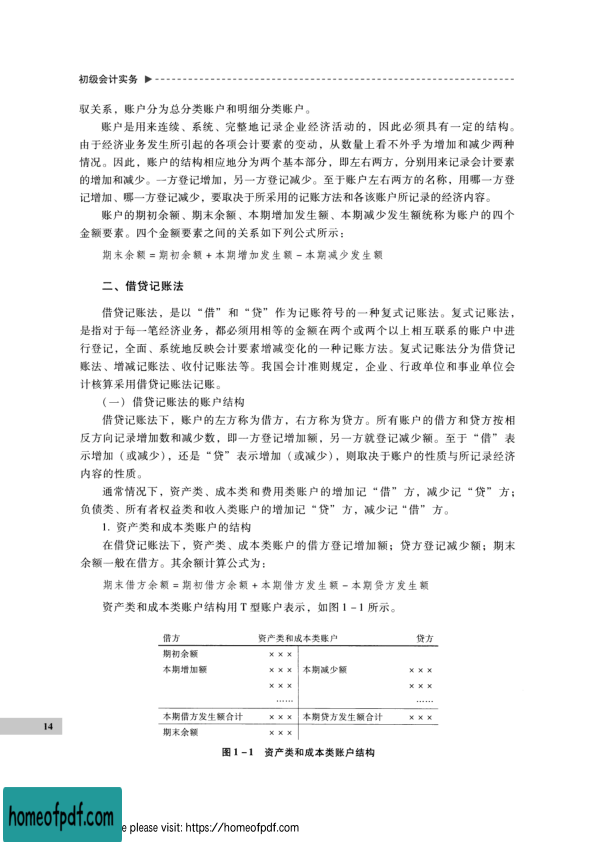 初级会计实务 ▶
驭关系，账户分为总分类账户和明细分类账户。
账户是用来连续、系统、完整地记录企业经济活动的，因此必须具有一定的结构。
由于经济业务发生所引起的各项会计要素的变动，从数量上看不外乎为增加和减少两种
情况。因此，账户的结构相应地分为两个基本部分，即左右两方，分别用来记录会计要素
的增加和减少。一方登记增加，另一方登记减少。至于账户左右两方的名称，用哪一方登
记增加、哪一方登记减少，要取决于所采用的记账方法和各该账户所记录的经济内容。
账户的期初余额、期末余额、本期增加发生额、本期减少发生额统称为账户的四个
金额要素。四个金额要素之间的关系如下列公式所示：
期末余额＝期初余额＋本期增加发生额－本期减少发生额
二、借贷记账法
借贷记账法，是以“借”和“贷”作为记账符号的一种复式记账法。复式记账法，
是指对于每一笔经济业务，都必须用相等的金额在两个或两个以上相互联系的账户中进
行登记，全面、系统地反映会计要素增减变化的一种记账方法。复式记账法分为借贷记
账法、增减记账法、收付记账法等。我国会计准则规定，企业、行政单位和事业单位会
计核算采用借贷记账法记账。
（一）借贷记账法的账户结构
借贷记账法下，账户的左方称为借方，右方称为贷方。所有账户的借方和贷方按相
反方向记录增加数和减少数，即一方登记增加额，另一方就登记减少额。至于“借”表
示增加（或减少），还是“贷”表示增加（或减少），则取决于账户的性质与所记录经济
内容的性质。
通常情况下，资产类、成本类和费用类账户的增加记“借”方，减少记“贷”方；
负债类、所有者权益类和收入类账户的增加记“贷”方，减少记“借”方。
1. 资产类和成本类账户的结构
在借贷记账法下，资产类、成本类账户的借方登记增加额；贷方登记减少额；期末
余额一般在借方。其余额计算公式为：
期末借方余额＝期初借方余额＋本期借方发生额－本期贷方发生额
资产类和成本类账户结构用T型账户表示，如图1－1所示。
借方 资产类和成本类账户 贷方
期初余额 ×××
本期增加额 ××× 本期减少额 ×××
××× ×××
…… ……
本期借方发生额合计 ××× 本期贷方发生额合计 ×××
期末余额 ×××
图1－1 资产类和成本类账户结构
14
homeofpdf.com
e please visit: https://homeofpdf.com